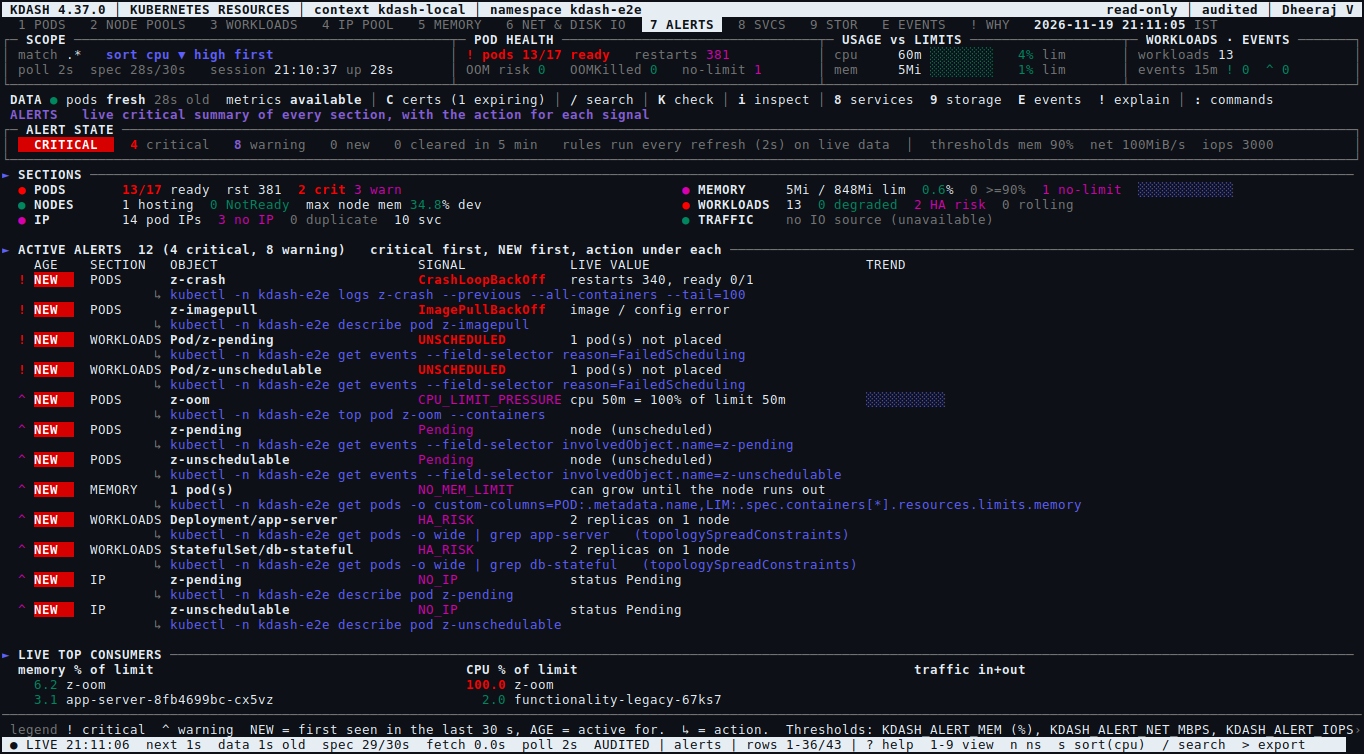 KDASH 4.37.0 │ KUBERNETES RESOURCES │ context kdash-local │ namespace kdash-e2e read-only │ audited │ Dheeraj V
1 PODS 2 NODE POOLS 3 WORKLOADS 4 IP POOL 5 MEMORY 6 NET & DISK IO 7 ALERTS 8 SVCS 9 STOR E EVENTS ! WHY 2026-11-19 21:11:05 IST
SCOPE POD HEALTH USAGE vs LIMITS WORKLOADS · EVENTS
match .* sort cpu ▼ high first ! pods 13/17 ready restarts 381 cpu 60m 4% lim workloads 13
poll 2s spec 28s/30s session 21:10:37 up 28s OOM risk 0 OOMKilled 0 no-limit 1 mem 5Mi 1% lim events 15m ! 0 ^ 0
DATA ● pods fresh 28s old metrics available │ C certs (1 expiring) │ / search │ K check │ i inspect │ 8 services 9 storage E events ! explain │ : commands
ALERTS live critical summary of every section, with the action for each signal
ALERT STATE
CRITICAL 4 critical 8 warning 0 new 0 cleared in 5 min rules run every refresh (2s) on live data │ thresholds mem 90% net 100MiB/s iops 3000
► SECTIONS
● PODS 13/17 ready rst 381 2 crit 3 warn ● MEMORY 5Mi / 848Mi lim 0.6% 0 >=90% 1 no-limit
● NODES 1 hosting 0 NotReady max node mem 34.8% dev ● WORKLOADS 13 0 degraded 2 HA risk 0 rolling
● IP 14 pod IPs 3 no IP 0 duplicate 10 svc ● TRAFFIC no IO source (unavailable)
► ACTIVE ALERTS 12 (4 critical, 8 warning) critical first, NEW first, action under each
AGE SECTION OBJECT SIGNAL LIVE VALUE TREND
! NEW PODS z-crash CrashLoopBackOff restarts 340, ready 0/1
↳ kubectl -n kdash-e2e logs z-crash --previous --all-containers --tail=100
! NEW PODS z-imagepull ImagePullBackOff image / config error
↳ kubectl -n kdash-e2e describe pod z-imagepull
! NEW WORKLOADS Pod/z-pending UNSCHEDULED 1 pod(s) not placed
↳ kubectl -n kdash-e2e get events --field-selector reason=FailedScheduling
! NEW WORKLOADS Pod/z-unschedulable UNSCHEDULED 1 pod(s) not placed
↳ kubectl -n kdash-e2e get events --field-selector reason=FailedScheduling
^ NEW PODS z-oom CPU_LIMIT_PRESSURE cpu 50m = 100% of limit 50m
↳ kubectl -n kdash-e2e top pod z-oom --containers
^ NEW PODS z-pending Pending node (unscheduled)
↳ kubectl -n kdash-e2e get events --field-selector involvedObject.name=z-pending
^ NEW PODS z-unschedulable Pending node (unscheduled)
↳ kubectl -n kdash-e2e get events --field-selector involvedObject.name=z-unschedulable
^ NEW MEMORY 1 pod(s) NO_MEM_LIMIT can grow until the node runs out
↳ kubectl -n kdash-e2e get pods -o custom-columns=POD:.metadata.name,LIM:.spec.containers[*].resources.limits.memory
^ NEW WORKLOADS Deployment/app-server HA_RISK 2 replicas on 1 node
↳ kubectl -n kdash-e2e get pods -o wide | grep app-server (topologySpreadConstraints)
^ NEW WORKLOADS StatefulSet/db-stateful HA_RISK 2 replicas on 1 node
↳ kubectl -n kdash-e2e get pods -o wide | grep db-stateful (topologySpreadConstraints)
^ NEW IP z-pending NO_IP status Pending
↳ kubectl -n kdash-e2e describe pod z-pending
^ NEW IP z-unschedulable NO_IP status Pending
↳ kubectl -n kdash-e2e describe pod z-unschedulable
► LIVE TOP CONSUMERS
memory % of limit CPU % of limit traffic in+out
6.2 z-oom 100.0 z-oom
3.1 app-server-8fb4699bc-cx5vz 2.0 functionality-legacy-67ks7
legend ! critical ^ warning NEW = first seen in the last 30 s, AGE = active for. ↳ = action. Thresholds: KDASH_ALERT_MEM (%), KDASH_ALERT_NET_MBPS, KDASH_ALERT_IOPS›
● LIVE 21:11:06 next 1s data 1s old spec 29/30s fetch 0.0s poll 2s AUDITED │ alerts │ rows 1-36/43 │ ? help 1-9 view n ns s sort(cpu) / search > export